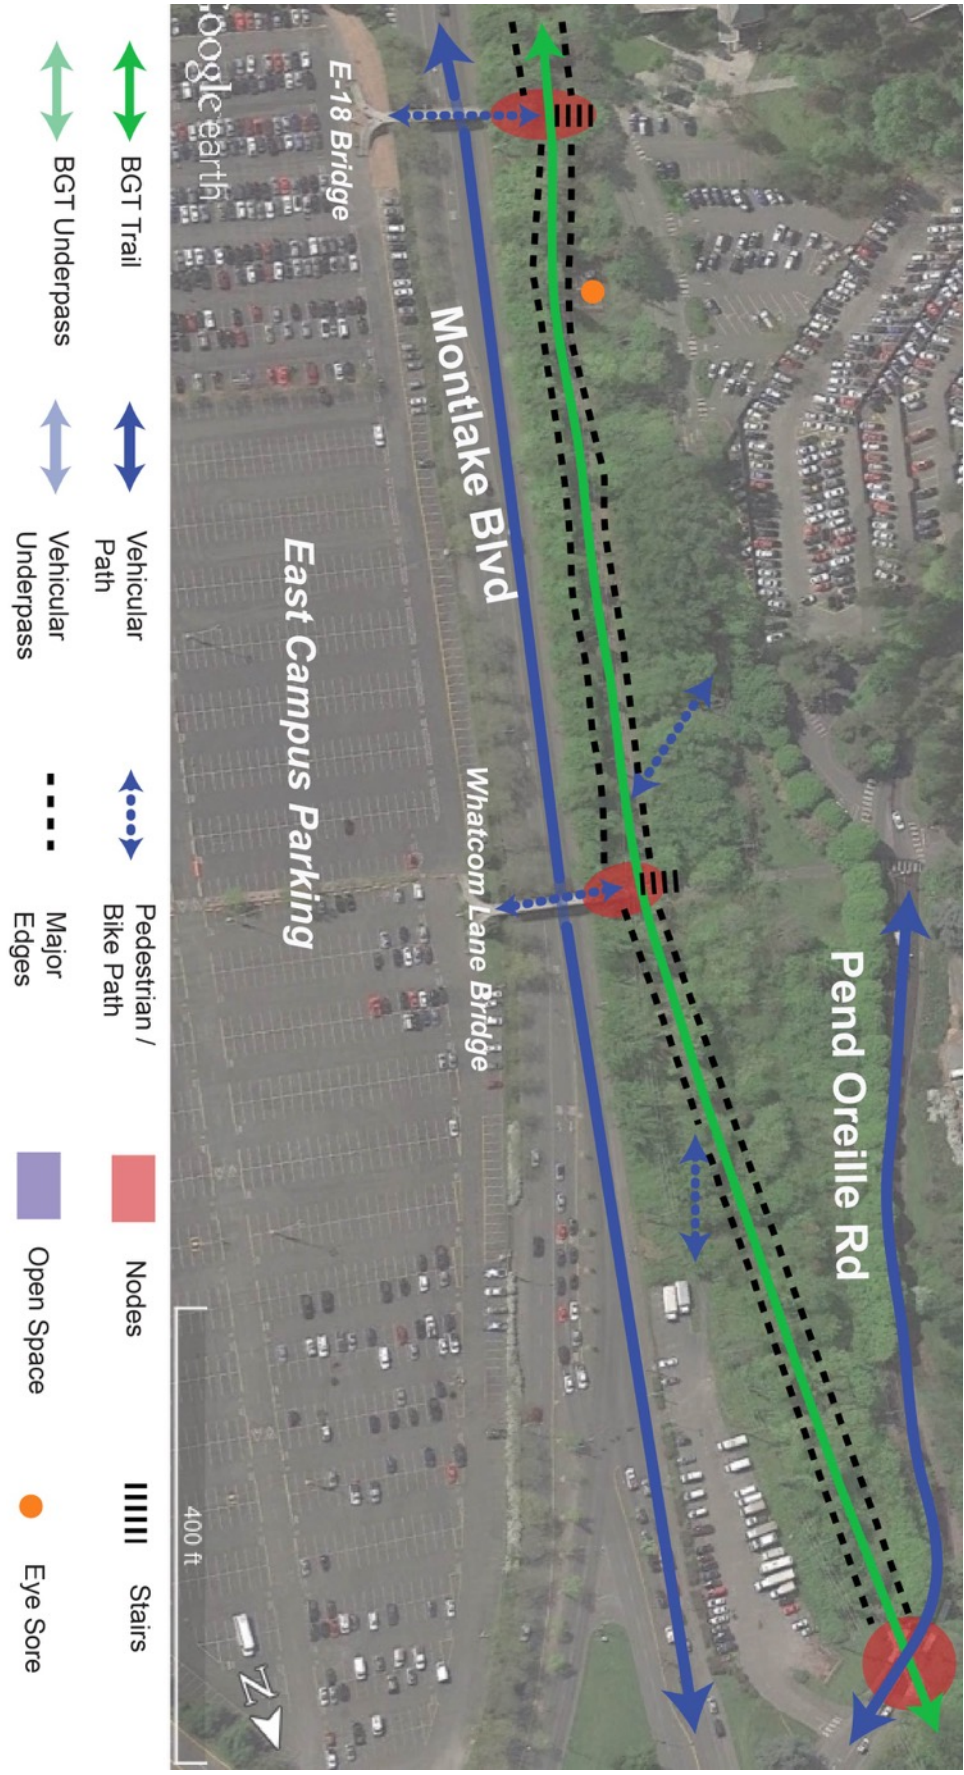 Pend Oreille Rd
Montlake Blvd
Whatcom Lane Bridge
E-18 Bridge
East Campus Parking
Google earth
400 ft
N
BGT Trail
BGT Underpass
Vehicular
Path
Vehicular
Underpass
Pedestrian /
Bike Path
Major
Edges
Nodes
Open Space
Stairs
Eye Sore